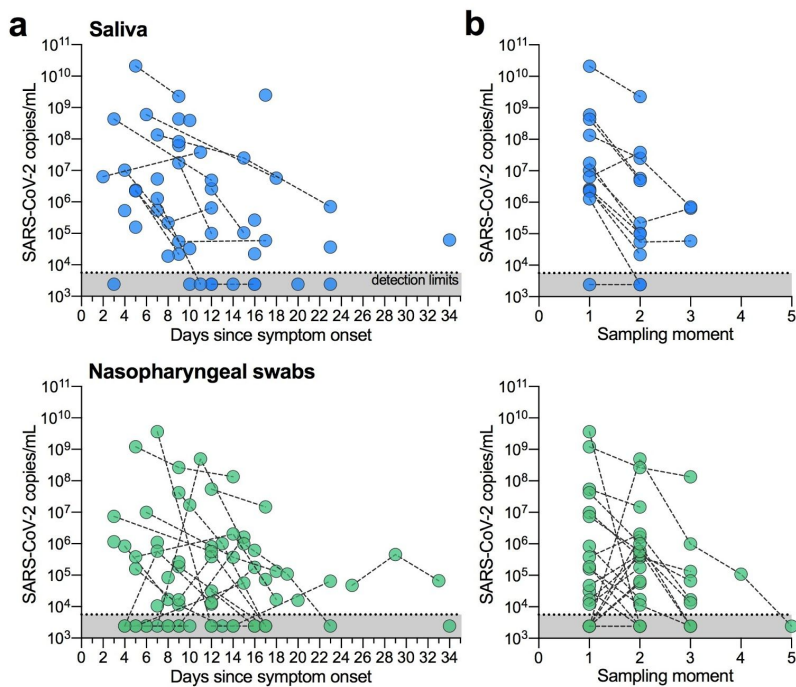 a
Saliva
b
SARS-CoV-2 copies/mL
10¹¹
10¹⁰
10⁹
10⁸
10⁷
10⁶
10⁵
10⁴
10³
detection limits
0 2 4 6 8 10 12 14 16 18 20 22 24 26 28 30 32 34
Days since symptom onset
SARS-CoV-2 copies/mL
10¹¹
10¹⁰
10⁹
10⁸
10⁷
10⁶
10⁵
10⁴
10³
0 1 2 3 4 5
Sampling moment
Nasopharyngeal swabs
SARS-CoV-2 copies/mL
10¹¹
10¹⁰
10⁹
10⁸
10⁷
10⁶
10⁵
10⁴
10³
0 2 4 6 8 10 12 14 16 18 20 22 24 26 28 30 32 34
Days since symptom onset
SARS-CoV-2 copies/mL
10¹¹
10¹⁰
10⁹
10⁸
10⁷
10⁶
10⁵
10⁴
10³
0 1 2 3 4 5
Sampling moment